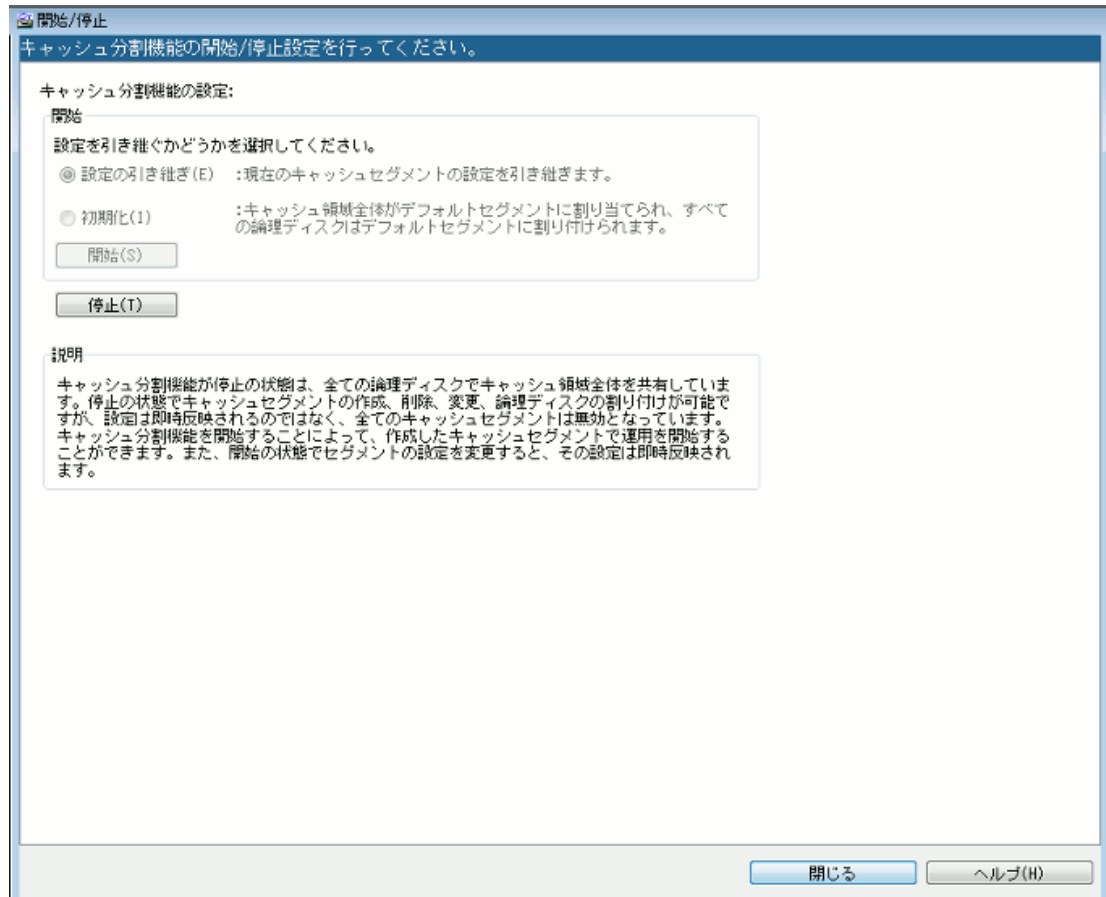 開始/停止
キャッシュ分割機能の開始/停止設定を行ってください。
キャッシュ分割機能の設定:
開始
設定を引き継ぐかどうかを選択してください。
設定の引き継ぎ(E) :現在のキャッシュセグメントの設定を引き継ぎます。
初期化(I) :キャッシュ領域全体がデフォルトセグメントに割り当てられ、すべて
の論理ディスクはデフォルトセグメントに割り付けられます。
開始(S)
停止(T)
説明
キャッシュ分割機能が停止の状態は、全ての論理ディスクでキャッシュ領域全体を共有していま
す。停止の状態でキャッシュセグメントの作成、削除、変更、論理ディスクの割り付けが可能で
すが、設定は即時反映されるのではなく、全てのキャッシュセグメントは無効となっています。
キャッシュ分割機能を開始することによって、作成したキャッシュセグメントで運用を開始する
ことができます。また、開始の状態でセグメントの設定を変更すると、その設定は即時反映され
ます。
閉じる
ヘルプ(H)